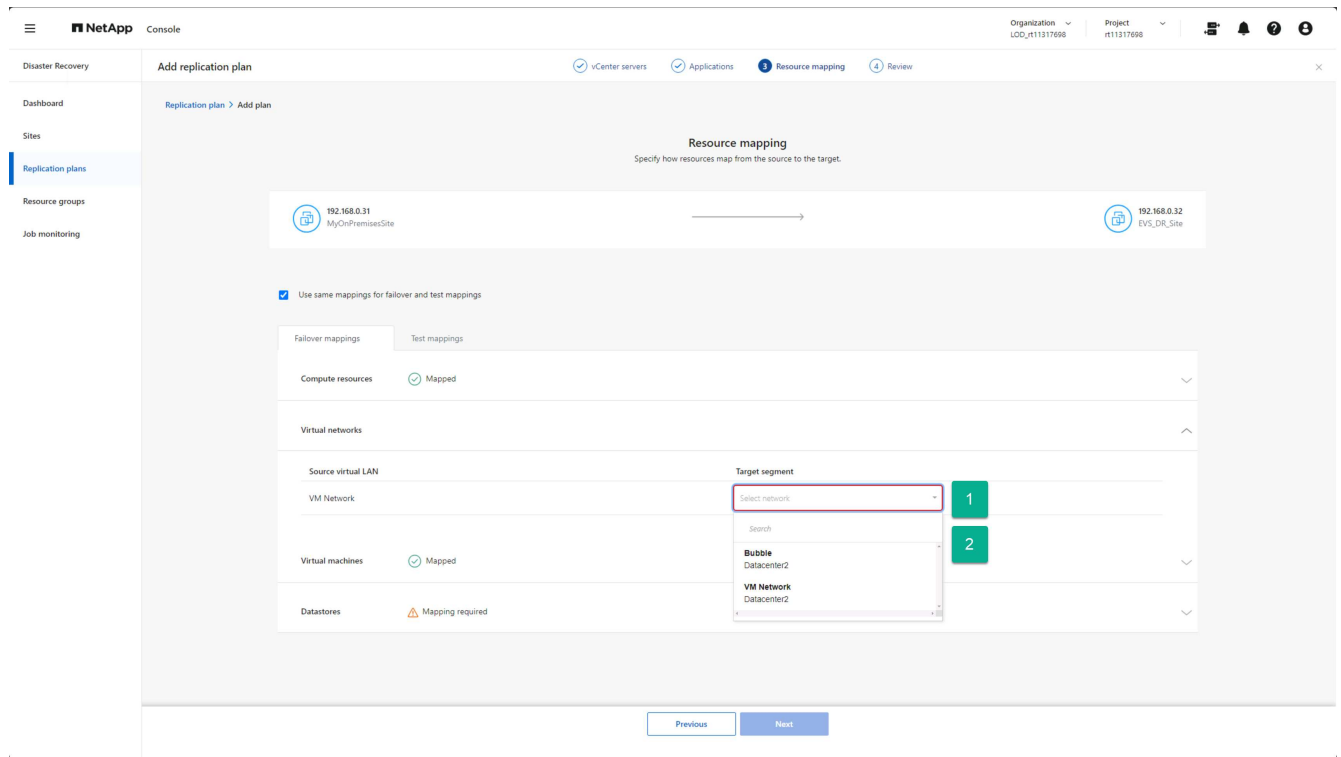 NetApp Console
Organization
LOD_rt11317698
Project
rt11317698
Disaster Recovery
Add replication plan
vCenter servers
Applications
3 Resource mapping
4 Review
Dashboard
Sites
Replication plans
Resource groups
Job monitoring
Replication plan > Add plan
Resource mapping
Specify how resources map from the source to the target.
192.168.0.31
MyOnPremisesSite
192.168.0.32
EVS_DR_Site
Use same mappings for failover and test mappings
Failover mappings
Test mappings
Compute resources
Mapped
Virtual networks
Source virtual LAN
Target segment
VM Network
Select network
1
Search
2
Bubble
Datacenter2
VM Network
Datacenter2
Virtual machines
Mapped
Datastores
Mapping required
Previous
Next